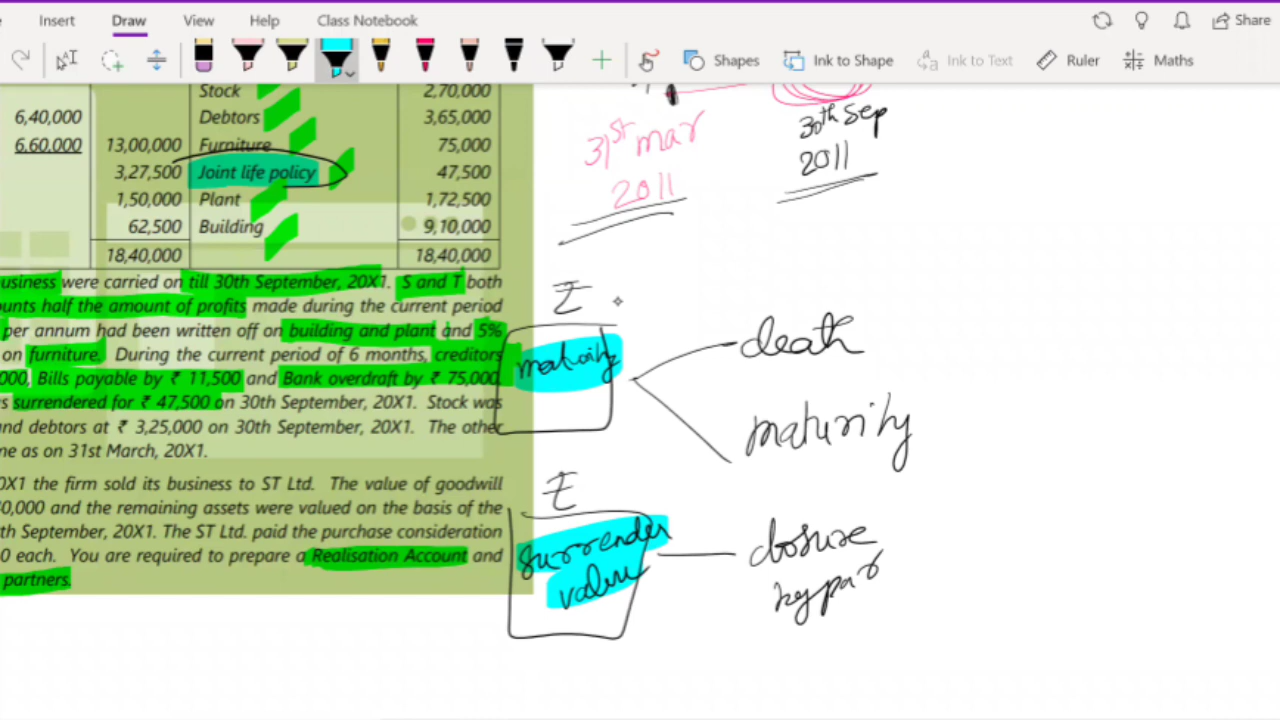 Insert Draw View Help Class Notebook Share
Shapes Ink to Shape Ink to Text Ruler Maths
Stock 2,70,000
6,40,000 Debtors 3,65,000
6,60,000 13,00,000 Furniture 75,000
3,27,500 Joint life policy 47,500
1,50,000 Plant 1,72,500
62,500 Building 9,10,000
18,40,000 18,40,000
usiness were carried on till 30th September, 20X1. S and T both
ounts half the amount of profits made during the current period
per annum had been written off on building and plant and 5%
on furniture. During the current period of 6 months, creditors
000, Bills payable by ₹ 11,500 and Bank overdraft by ₹ 75,000.
s surrendered for ₹ 47,500 on 30th September, 20X1. Stock was
and debtors at ₹ 3,25,000 on 30th September, 20X1. The other
me as on 31st March, 20X1.
0X1 the firm sold its business to ST Ltd. The value of goodwill
40,000 and the remaining assets were valued on the basis of the
th September, 20X1. The ST Ltd. paid the purchase consideration
0 each. You are required to prepare a Realisation Account and
partners.
31st mar
2011
30th Sep
2011
maturity
death
maturity
surrender
value
closure